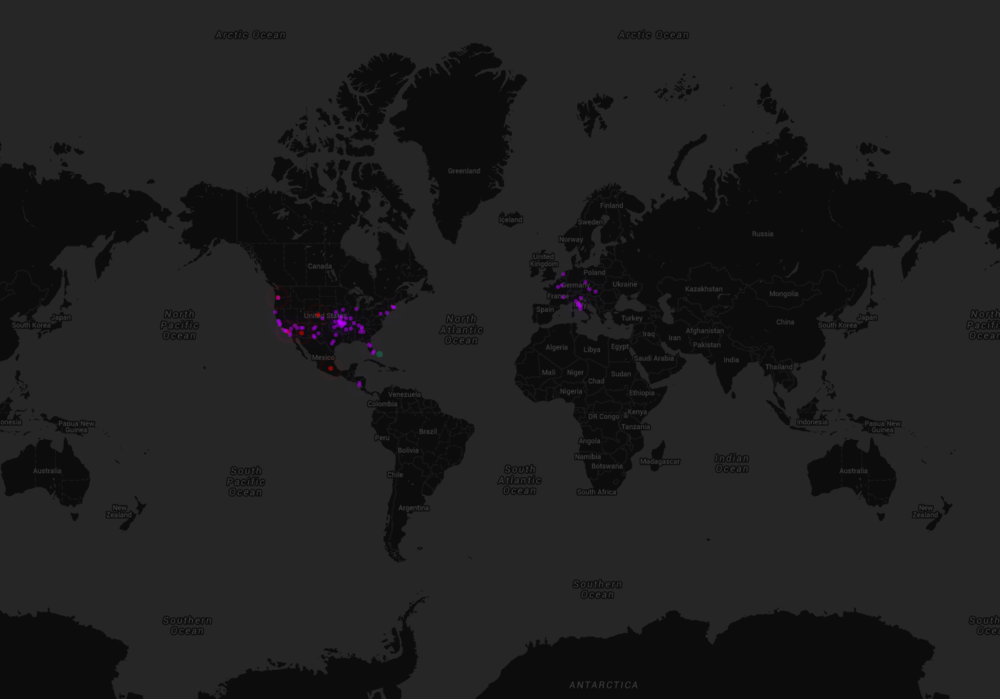 Arctic Ocean
Arctic Ocean
Greenland
Iceland
Finland
Sweden
Norway
Russia
United
Kingdom
Poland
Canada
Germany
Ukraine
France
Kazakhstan
Mongolia
Spain
North
Pacific
Ocean
United States
North
Atlantic
Ocean
Turkey
South Korea
Japan
China
South Korea
Japan
North
Pacific
Iraq
Iran
Afghanistan
Pakistan
Algeria
Libya
Egypt
Saudi Arabia
Mexico
India
Thailand
Mali
Niger
Chad
Sudan
Nigeria
Ethiopia
Venezuela
Colombia
Papua New
Guinea
DR Congo
Kenya
Tanzania
Indonesia
Papua New
Guinea
Peru
Brazil
Bolivia
Angola
Namibia
Botswana
Madagascar
Australia
South
Pacific
Ocean
Chile
South
Atlantic
Ocean
South Africa
Indian
Ocean
Australia
New
Zealand
Argentina
New
Zealand
Southern
Ocean
Southern
Ocean
ANTARCTICA